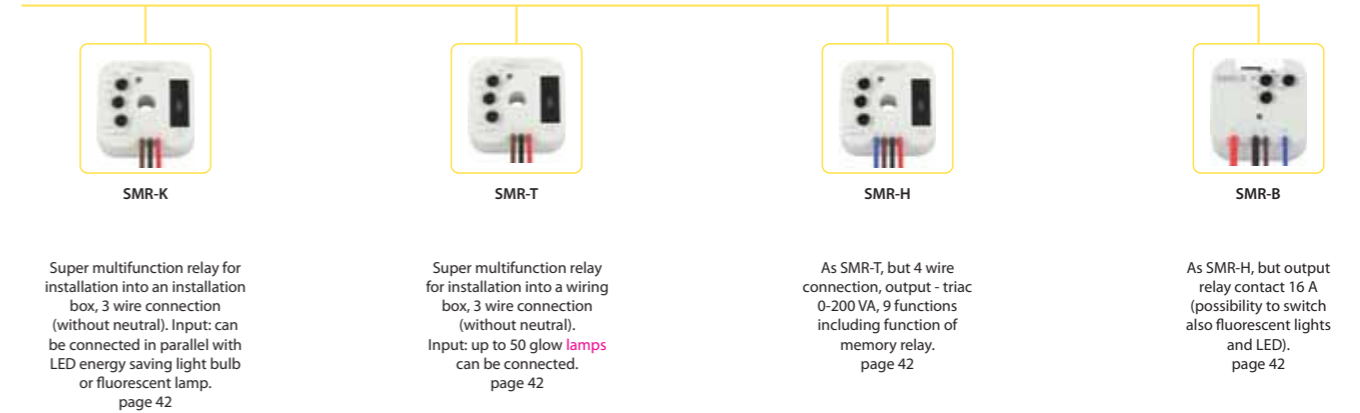 SMR-K
Super multifunction relay for
installation into an installation
box, 3 wire connection
(without neutral). Input: can
be connected in parallel with
LED energy saving light bulb
or fluorescent lamp.
page 42
SMR-T
Super multifunction relay
for installation into a wiring
box, 3 wire connection
(without neutral).
Input: up to 50 glow lamps
can be connected.
page 42
SMR-H
As SMR-T, but 4 wire
connection, output - triac
0-200 VA, 9 functions
including function of
memory relay.
page 42
SMR-B
As SMR-H, but output
relay contact 16 A
(possibility to switch
also fluorescent lights
and LED).
page 42